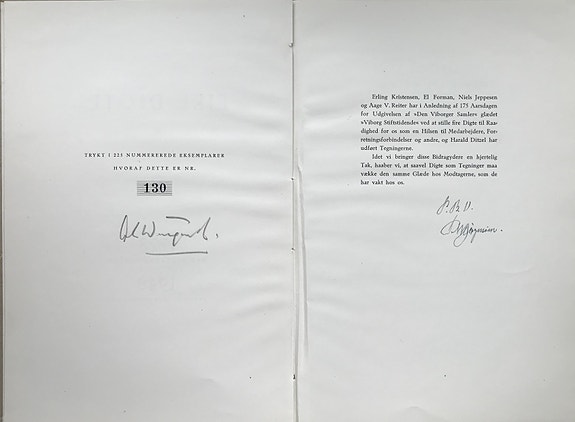 TRYKT I 225 NUMMEREREDE EKSEMPLARER
HVORAF DETTE ER NR.
130
Erling Kristensen, El Forman, Niels Jeppesen
og Aage V. Reiter har i Anledning af 175 Aarsdagen
for Udgivelsen af »Den Viborger Samler« glædet
»Viborg Stiftstidende« ved at stille fire Digte til Raa-
dighed for os som en Hilsen til Medarbejdere, For-
retningsforbindelser og andre, og Harald Ditzel har
udført Tegningerne.
Idet vi bringer disse Bidragydere en hjertelig
Tak, haaber vi, at saavel Digte som Tegninger maa
vække den samme Glæde hos Modtagerne, som de
har vakt hos os.